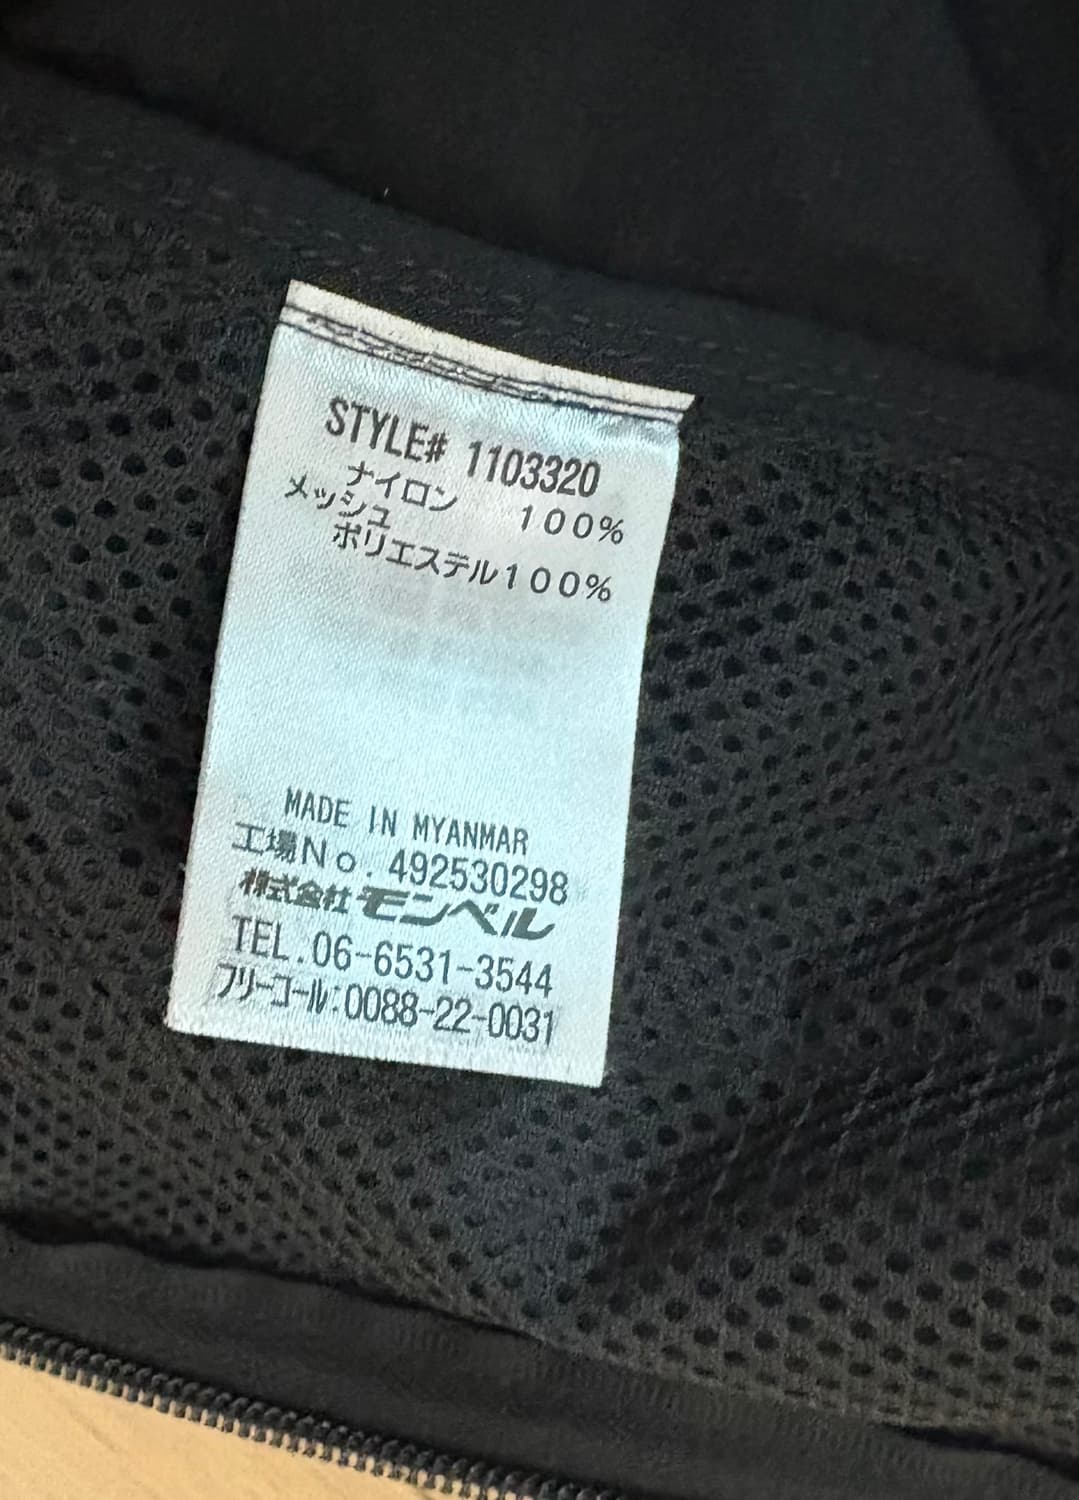 STYLE# 1103320
ナイロン　100%
メッシュ
ポリエステル100%
MADE IN MYANMAR
工場No. 492530298
株式会社モンベル
TEL.06-6531-3544
フリーコール:0088-22-0031